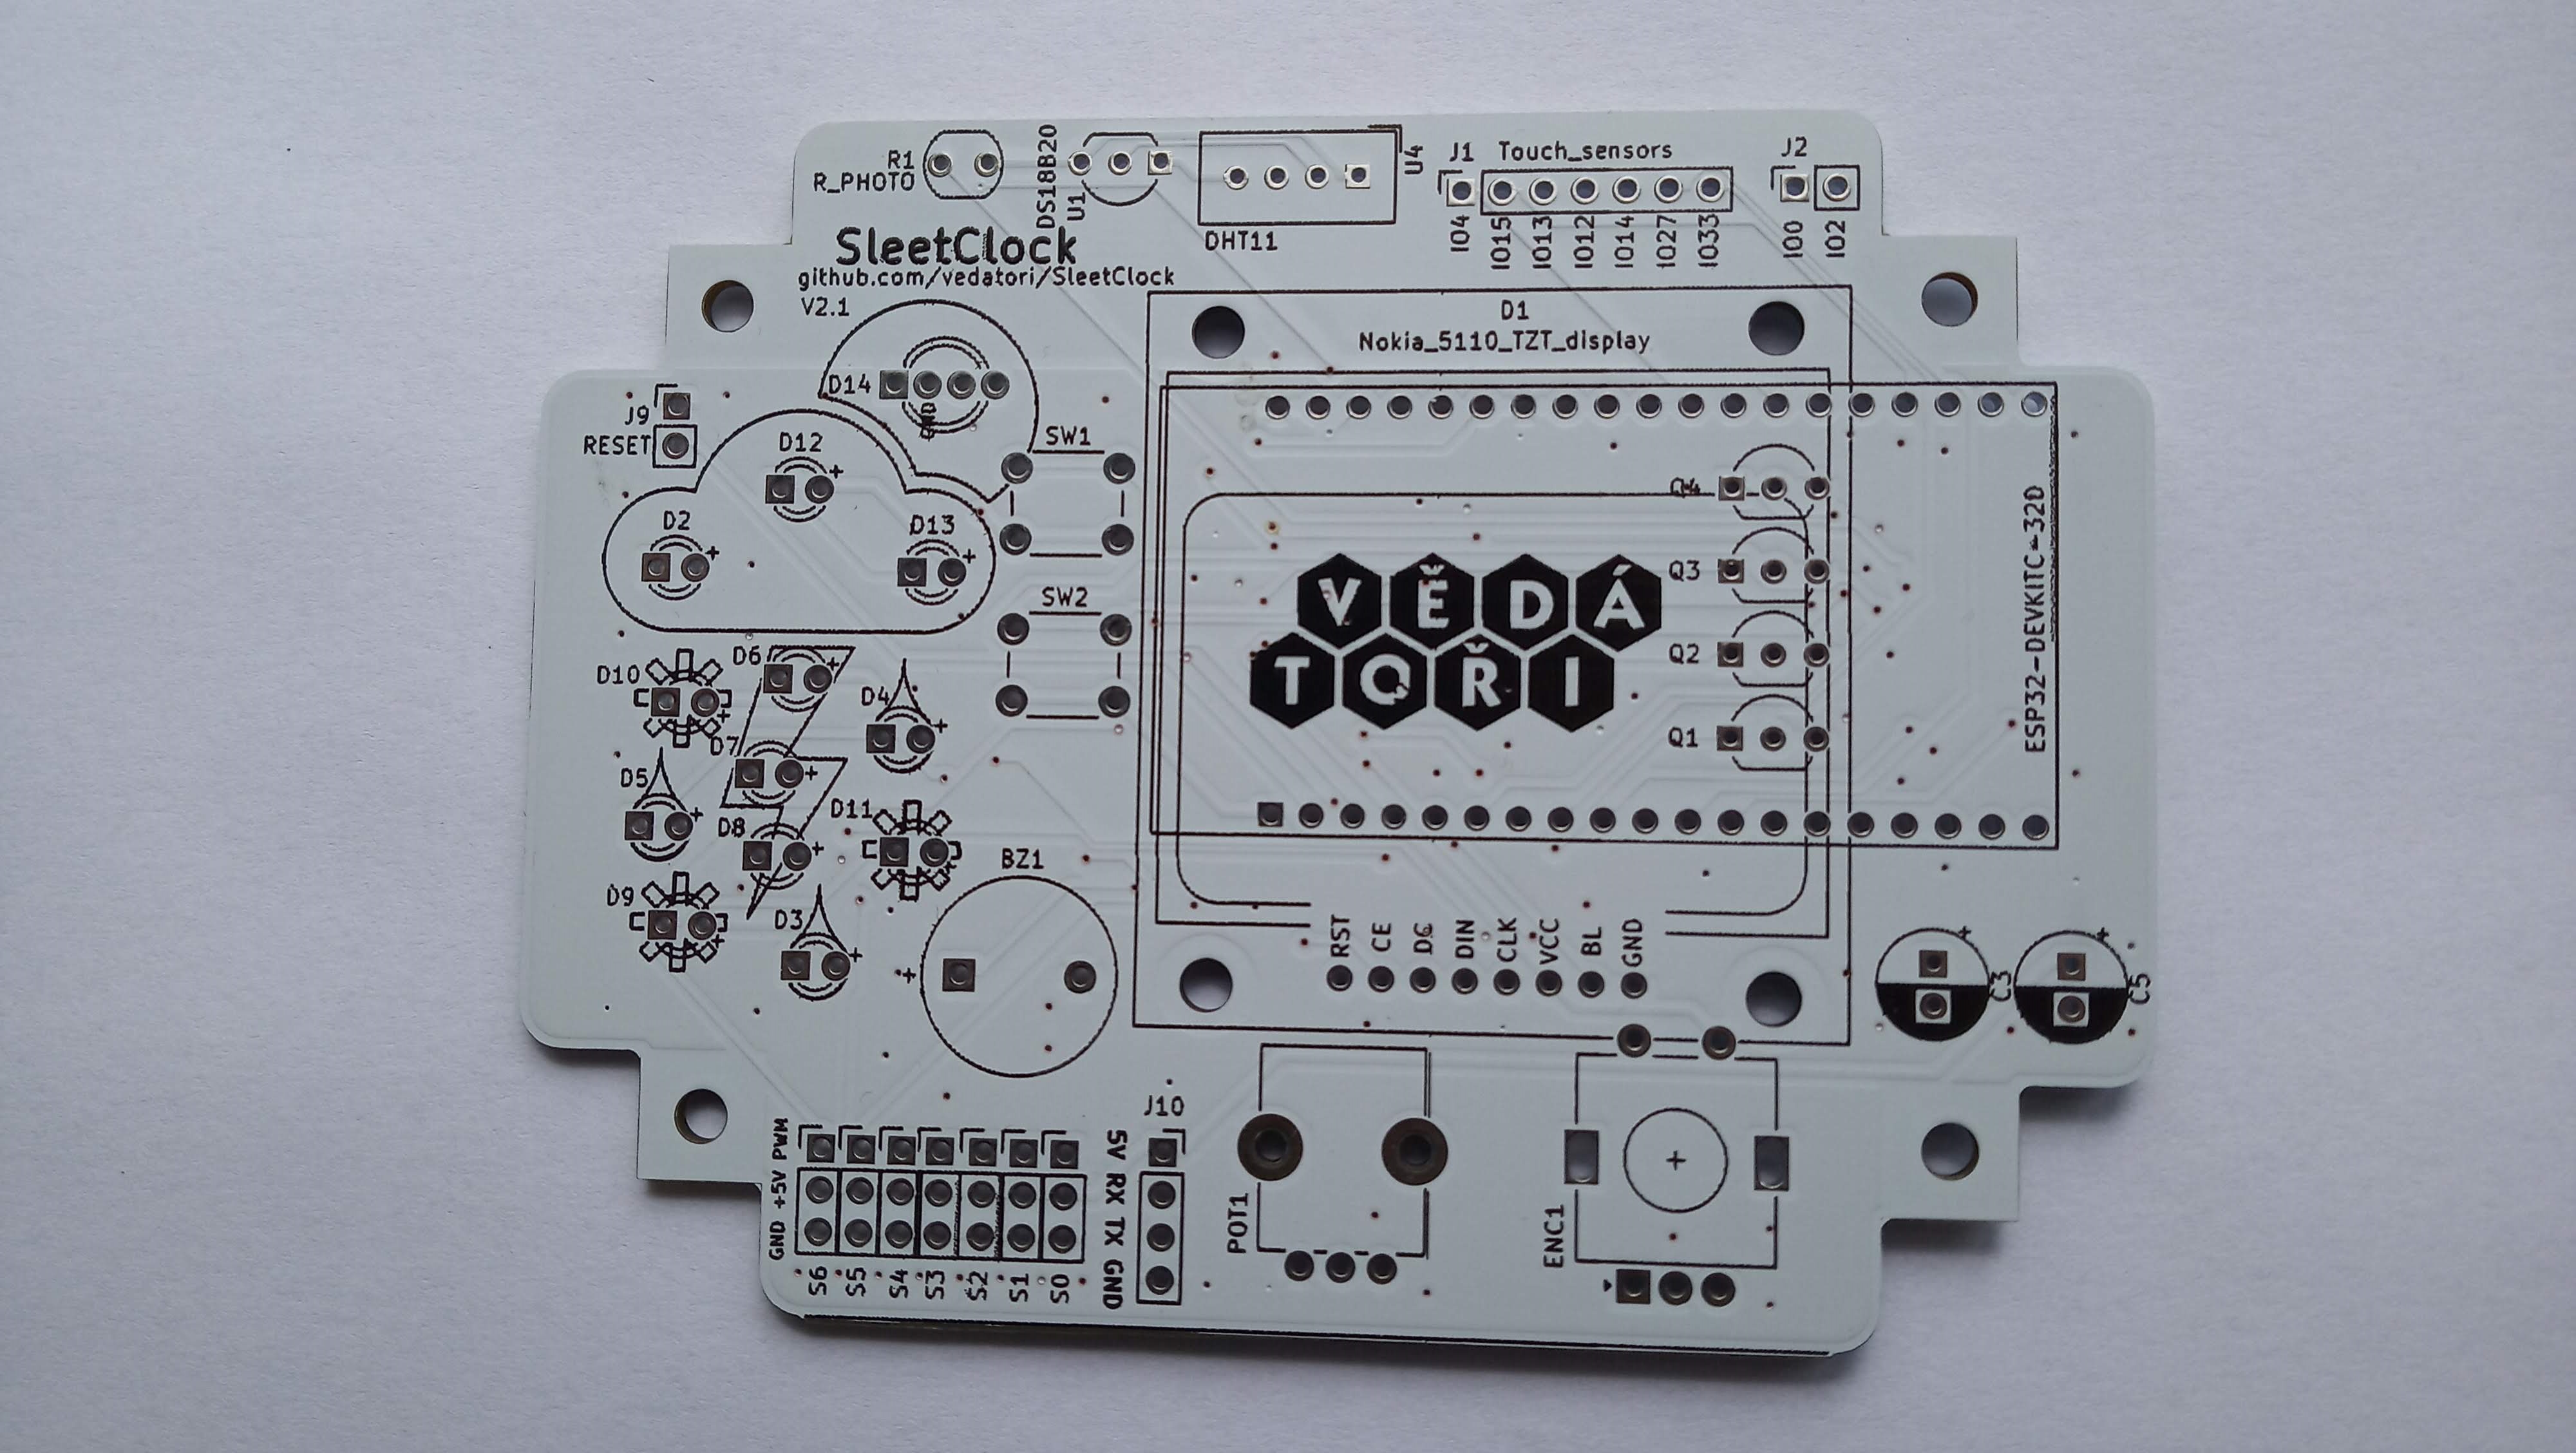 R1
R_PHOTO
DS18B20
U1
U4
DHT11
J1 Touch_sensors
IO4 IO15 IO13 IO12 IO14 IO27 IO33
J2
IO0 IO2
SleetClock
github.com/vedatori/SleetClock
V2.1
D1
Nokia_5110_TZT_display
D14
GND
J9
RESET
D12
D2
D13
SW1
SW2
Q4
Q3
Q2
Q1
VĚDÁ
TOŘI
ESP32-DEVKITC-32D
D10
D6
D4
D7
D5
D11
D8
D9
D3
BZ1
RST CE DC DIN CLK VCC BL GND
C3
C5
J10
5V RX TX GND
GND +5V PWM
S6 S5 S4 S3 S2 S1 S0
POT1
ENC1